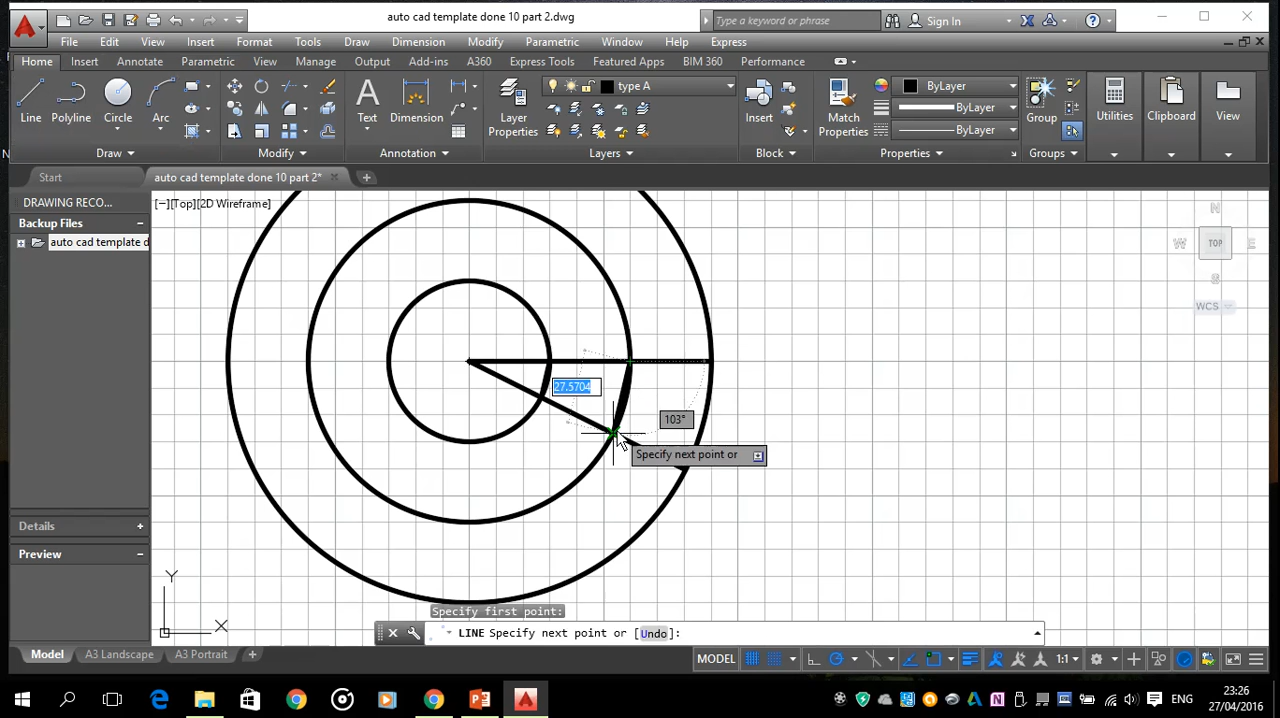 auto cad template done 10 part 2.dwg
Type a keyword or phrase
Sign In
File Edit View Insert Format Tools Draw Dimension Modify Parametric Window Help Express
Home Insert Annotate Parametric View Manage Output Add-ins A360 Express Tools Featured Apps BIM 360 Performance
type A
ByLayer
ByLayer
ByLayer
Line Polyline Circle Arc
Text Dimension
Layer Properties
Insert
Match Properties
Group
Utilities
Clipboard
View
Draw Modify Annotation Layers Block Properties Groups
Start
auto cad template done 10 part 2*
DRAWING RECO...
Backup Files
auto cad template d
Details
Preview
[−][Top][2D Wireframe]
N
W TOP E
S
WCS
27.5704
103°
Specify next point or
Y
X
Specify first point:
LINE Specify next point or [Undo]:
Model A3 Landscape A3 Portrait
MODEL
1:1
ENG
23:26
27/04/2016